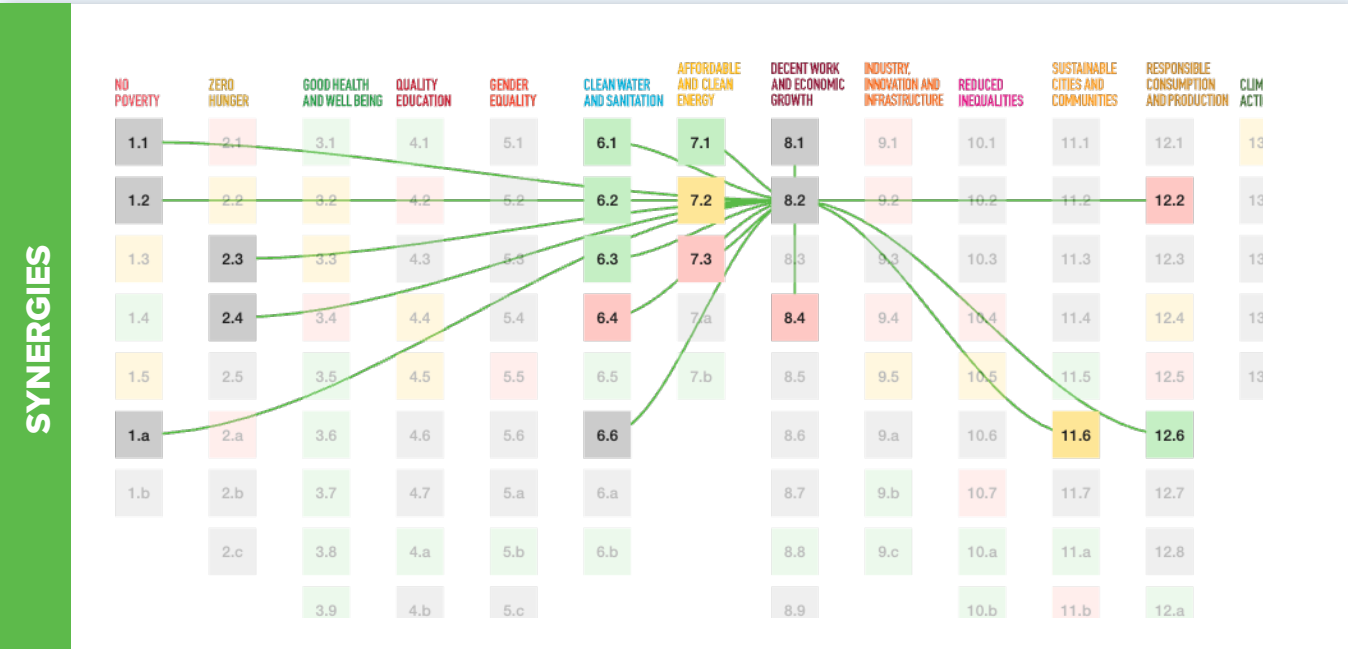 SYNERGIES
NO
POVERTY
ZERO
HUNGER
GOOD HEALTH
AND WELL BEING
QUALITY
EDUCATION
GENDER
EQUALITY
CLEAN WATER
AND SANITATION
AFFORDABLE
AND CLEAN
ENERGY
DECENT WORK
AND ECONOMIC
GROWTH
INDUSTRY,
INNOVATION AND
INFRASTRUCTURE
REDUCED
INEQUALITIES
SUSTAINABLE
CITIES AND
COMMUNITIES
RESPONSIBLE
CONSUMPTION
AND PRODUCTION
CLIM
ACTI
1.1 2.1 3.1 4.1 5.1 6.1 7.1 8.1 9.1 10.1 11.1 12.1 13
1.2 2.2 3.2 4.2 5.2 6.2 7.2 8.2 9.2 10.2 11.2 12.2 13
1.3 2.3 3.3 4.3 5.3 6.3 7.3 8.3 9.3 10.3 11.3 12.3 13
1.4 2.4 3.4 4.4 5.4 6.4 7.a 8.4 9.4 10.4 11.4 12.4 13
1.5 2.5 3.5 4.5 5.5 6.5 7.b 8.5 9.5 10.5 11.5 12.5 13
1.a 2.a 3.6 4.6 5.6 6.6 8.6 9.a 10.6 11.6 12.6
1.b 2.b 3.7 4.7 5.a 6.a 8.7 9.b 10.7 11.7 12.7
2.c 3.8 4.a 5.b 6.b 8.8 9.c 10.a 11.a 12.8
3.9 4.b 5.c 8.9 10.b 11.b 12.a